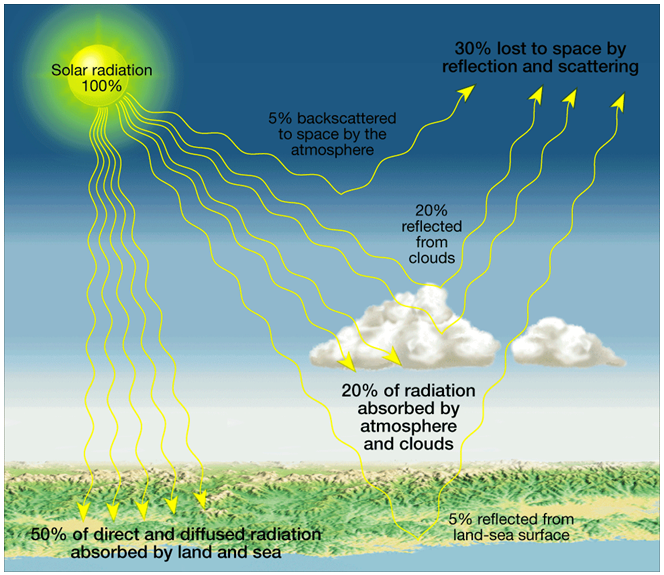 Solar radiation
100%
30% lost to space by
reflection and scattering
5% backscattered
to space by the
atmosphere
20%
reflected
from
clouds
20% of radiation
absorbed by
atmosphere
and clouds
50% of direct and diffused radiation
absorbed by land and sea
5% reflected from
land-sea surface